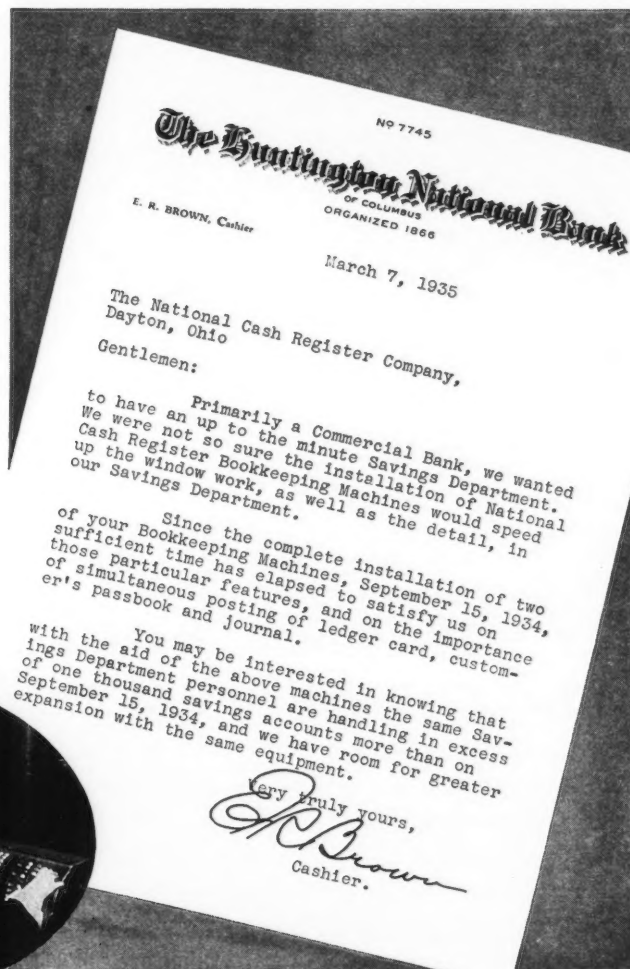 No 7745
The Huntington National Bank
OF COLUMBUS
ORGANIZED 1866
E. R. BROWN, Cashier
March 7, 1935
The National Cash Register Company,
Dayton, Ohio
Gentlemen:
Primarily a Commercial Bank, we wanted
to have an up to the minute Savings Department.
We were not so sure the installation of National
Cash Register Bookkeeping Machines would speed
up the window work, as well as the detail, in
our Savings Department.
Since the complete installation of two
of your Bookkeeping Machines, September 15, 1934,
sufficient time has elapsed to satisfy us on
those particular features, and on the importance
of simultaneous posting of ledger card, custom-
er's passbook and journal.
You may be interested in knowing that
with the aid of the above machines the same Sav-
ings Department personnel are handling in excess
of one thousand savings accounts more than on
September 15, 1934, and we have room for greater
expansion with the same equipment.
Very truly yours,
E R Brown
Cashier.